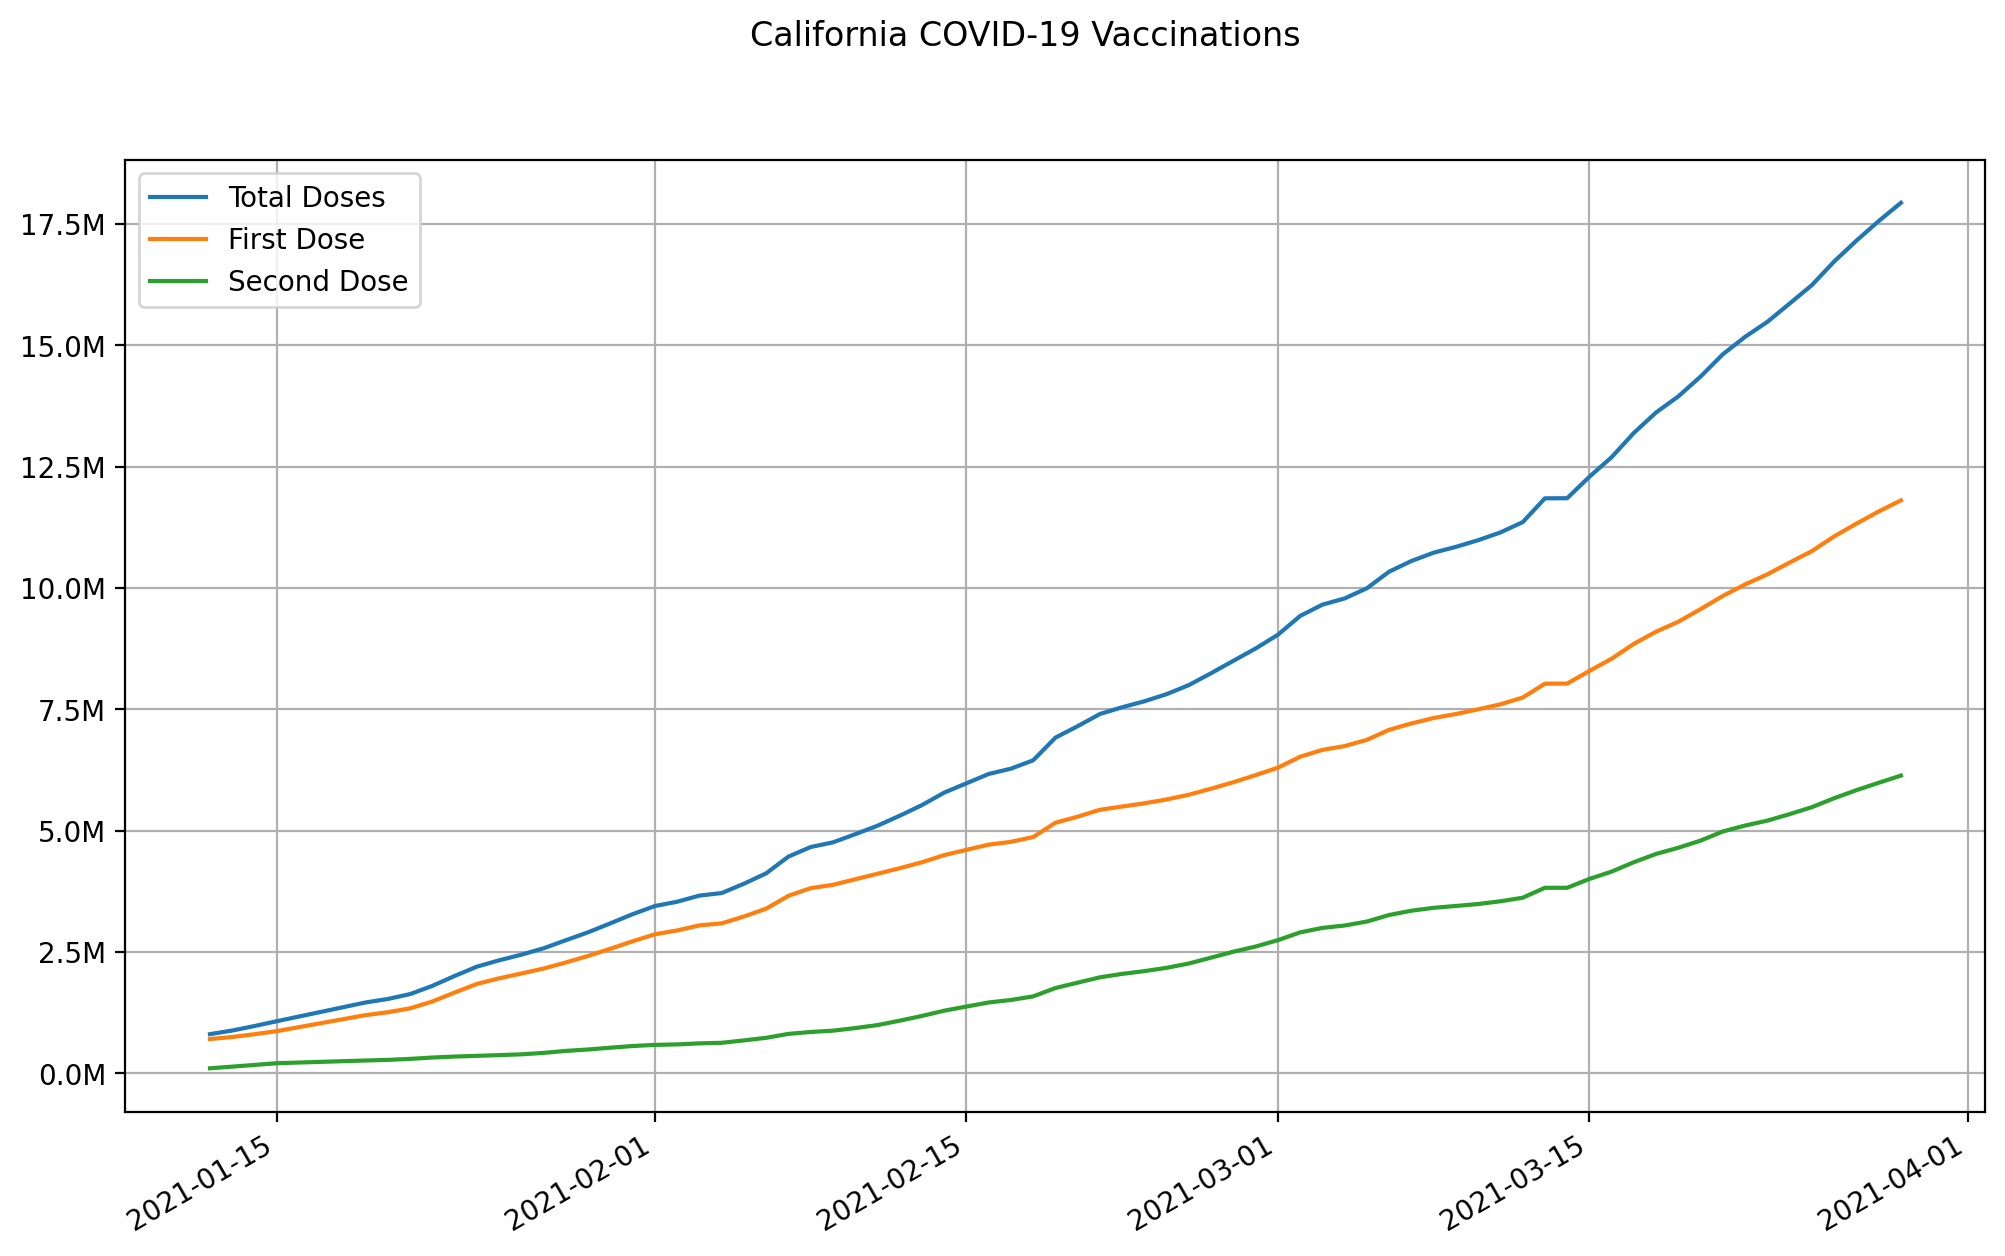 California COVID-19 Vaccinations
Total Doses
First Dose
Second Dose
17.5M
15.0M
12.5M
10.0M
7.5M
5.0M
2.5M
0.0M
2021-01-15
2021-02-01
2021-02-15
2021-03-01
2021-03-15
2021-04-01